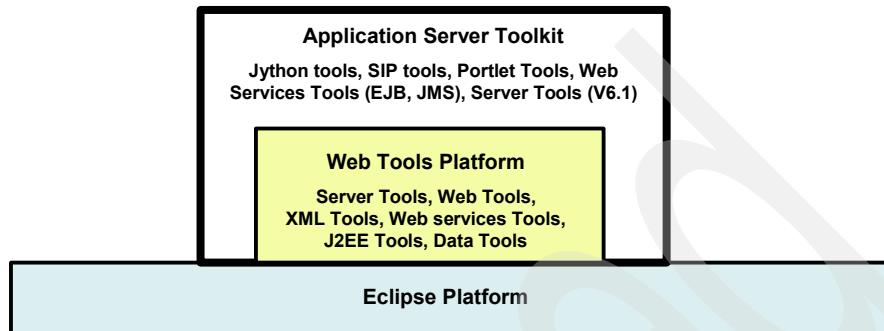 Application Server Toolkit
Jython tools, SIP tools, Portlet Tools, Web
Services Tools (EJB, JMS), Server Tools (V6.1)
Web Tools Platform
Server Tools, Web Tools,
XML Tools, Web services Tools,
J2EE Tools, Data Tools
Eclipse Platform